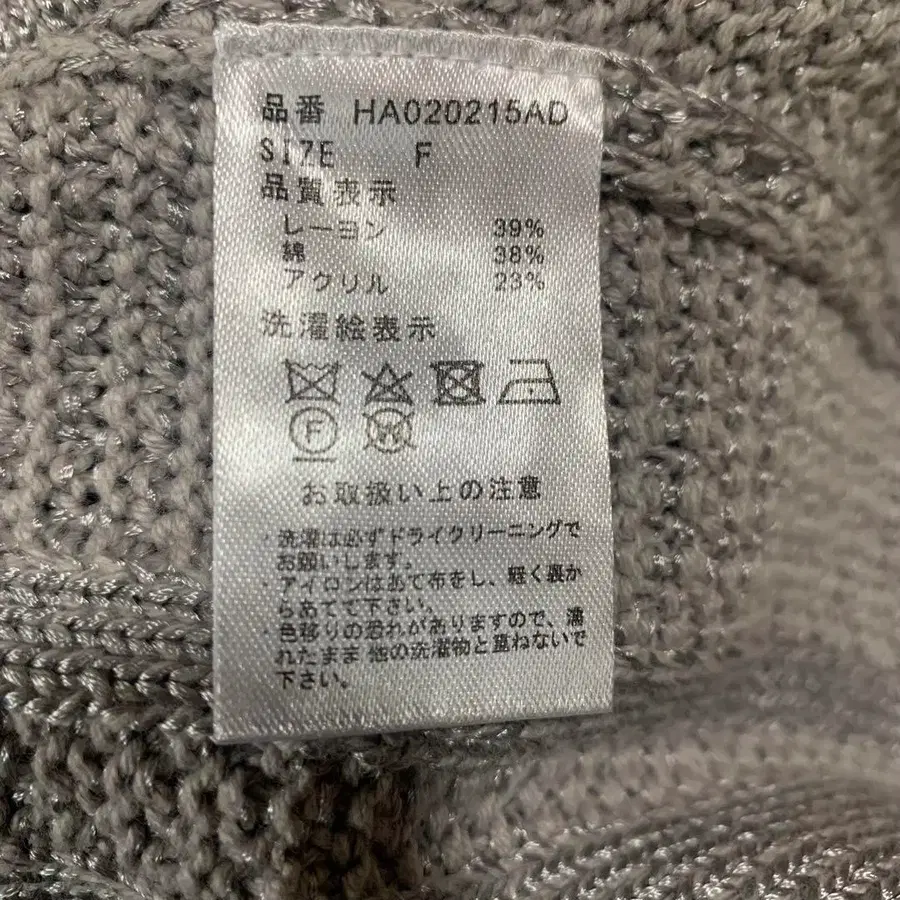 品番 HA020215AD
SIZE F
品質表示
レーヨン 39%
綿 38%
アクリル 23%
洗濯絵表示
F W
お取扱い上の注意
・洗濯は必ずドライクリーニングで
お願いします。
・アイロンはあて布をし、軽く裏か
らあてて下さい。
・色移りの恐れがありますので、濡
れたまま 他の洗濯物と重ねないで
下さい。